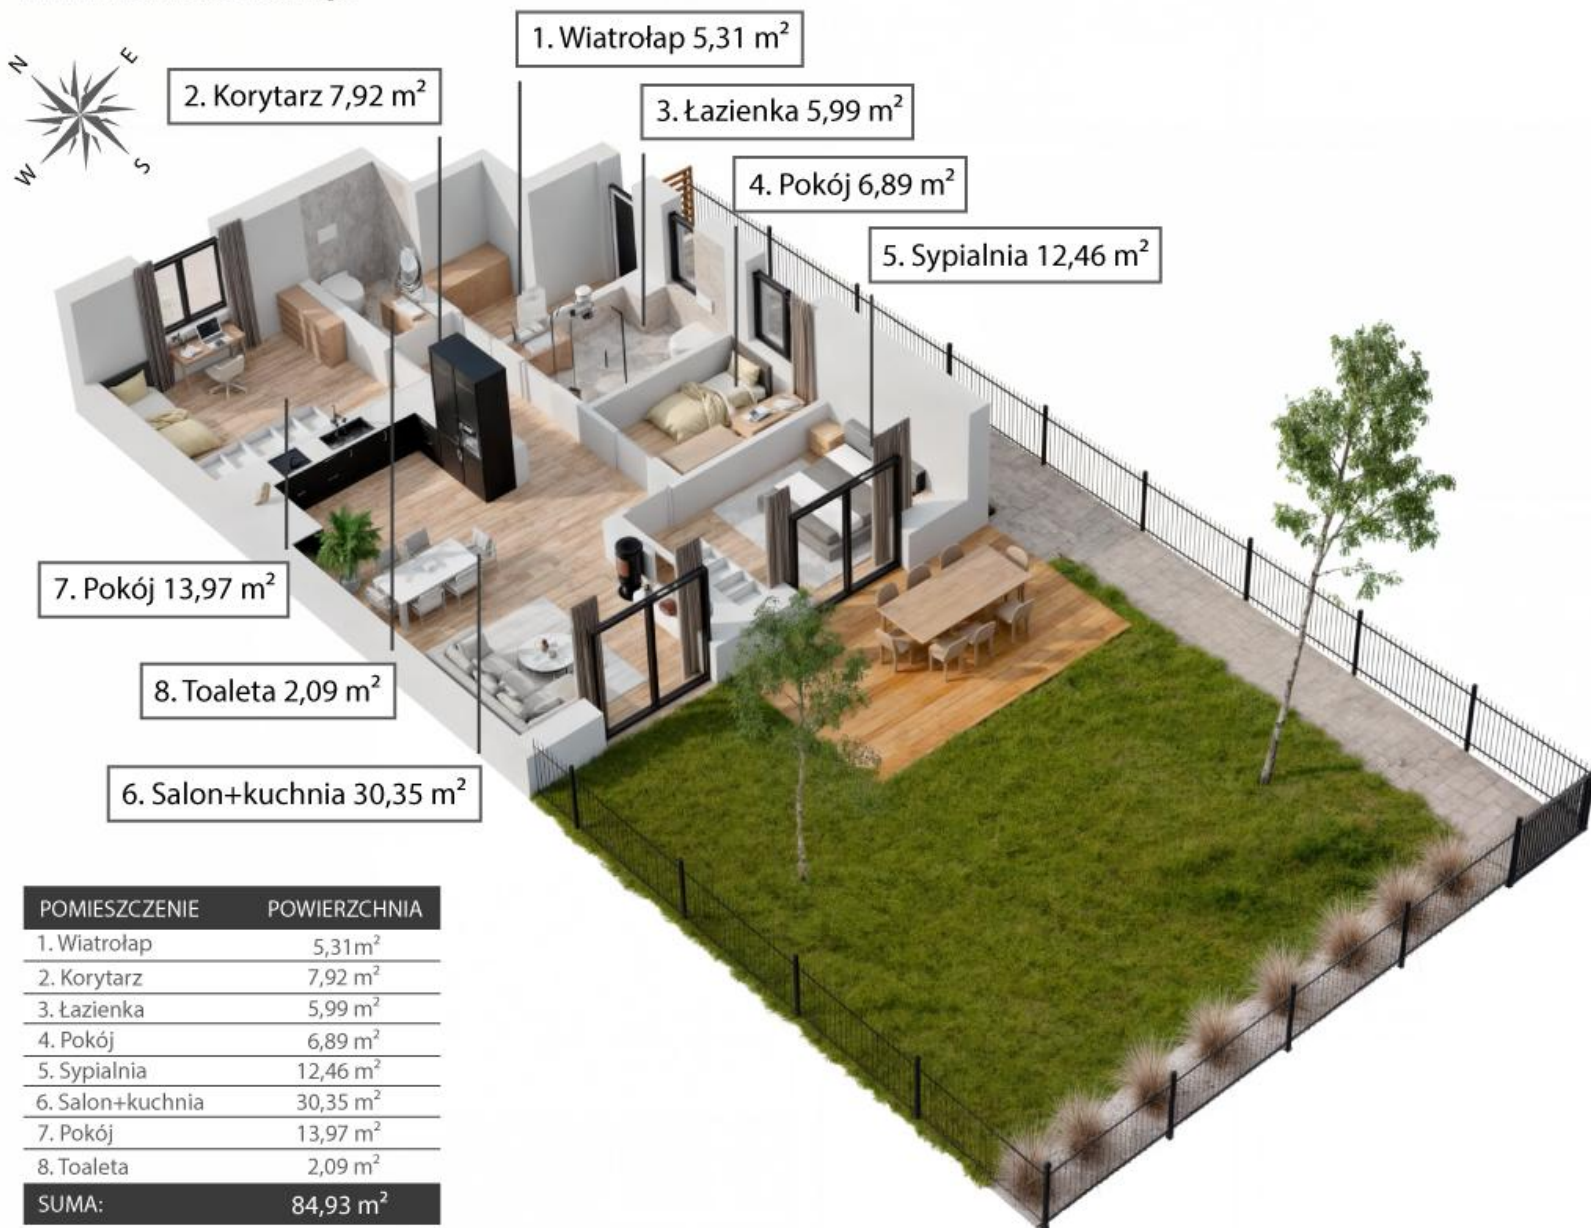 N
E
W
S
1. Wiatrołap 5,31 m²
2. Korytarz 7,92 m²
3. Łazienka 5,99 m²
4. Pokój 6,89 m²
5. Sypialnia 12,46 m²
7. Pokój 13,97 m²
8. Toaleta 2,09 m²
6. Salon+kuchnia 30,35 m²
POMIESZCZENIE POWIERZCHNIA
1. Wiatrołap 5,31m²
2. Korytarz 7,92 m²
3. Łazienka 5,99 m²
4. Pokój 6,89 m²
5. Sypialnia 12,46 m²
6. Salon+kuchnia 30,35 m²
7. Pokój 13,97 m²
8. Toaleta 2,09 m²
SUMA: 84,93 m²